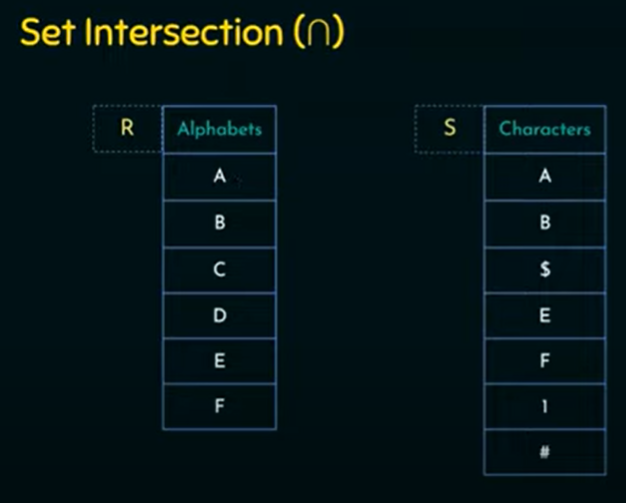 Set Intersection (∩)
R Alphabets S Characters
A A
B B
C $
D E
E F
F 1
#